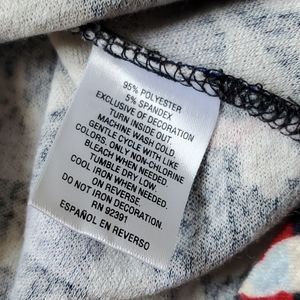 95% POLYESTER
5% SPANDEX
EXCLUSIVE OF DECORATION
TURN INSIDE OUT
MACHINE WASH COLD
GENTLE CYCLE WITH LIKE
COLORS. ONLY NON-CHLORINE
BLEACH WHEN NEEDED.
TUMBLE DRY LOW.
COOL IRON WHEN NEEDED
ON REVERSE
DO NOT IRON DECORATION.
RN 92391
ESPAÑOL EN REVERSO